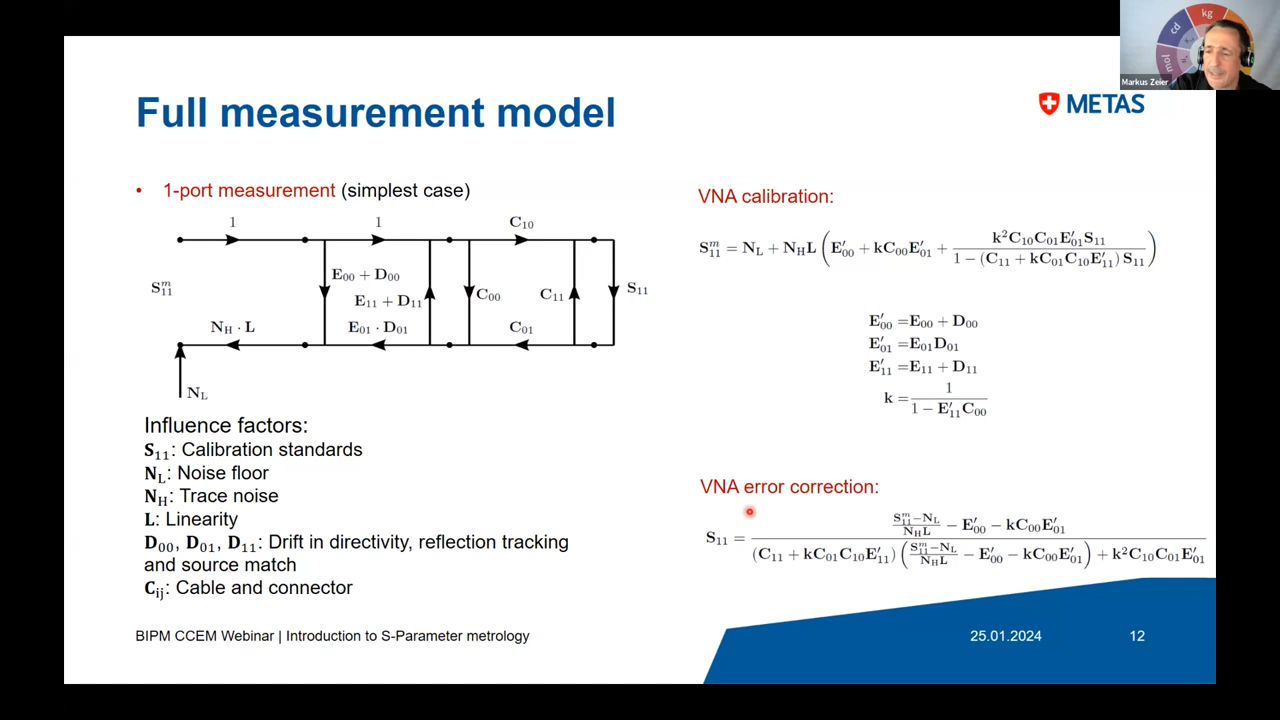 kg
cd
mol
Markus Zeier
METAS
Full measurement model
• 1-port measurement (simplest case)
1
1
C₁₀
S₁₁ᵐ
E₀₀ + D₀₀
E₁₁ + D₁₁
C₀₀
C₁₁
S₁₁
N_H · L
E₀₁ · D₀₁
C₀₁
N_L
Influence factors:
S₁₁: Calibration standards
N_L: Noise floor
N_H: Trace noise
L: Linearity
D₀₀, D₀₁, D₁₁: Drift in directivity, reflection tracking
and source match
C_ij: Cable and connector
VNA calibration:
S₁₁ᵐ = N_L + N_H L (E′₀₀ + kC₀₀E′₀₁ + k²C₁₀C₀₁E′₀₁S₁₁ / (1 − (C₁₁ + kC₀₁C₁₀E′₁₁) S₁₁))
E′₀₀ =E₀₀ + D₀₀
E′₀₁ =E₀₁D₀₁
E′₁₁ =E₁₁ + D₁₁
k = 1 / (1 − E′₁₁C₀₀)
VNA error correction:
S₁₁ = ((S₁₁ᵐ−N_L)/(N_H L) − E′₀₀ − kC₀₀E′₀₁) / ((C₁₁ + kC₀₁C₁₀E′₁₁) ((S₁₁ᵐ−N_L)/(N_H L) − E′₀₀ − kC₀₀E′₀₁) + k²C₁₀C₀₁E′₀₁)
BIPM CCEM Webinar | Introduction to S-Parameter metrology
25.01.2024
12